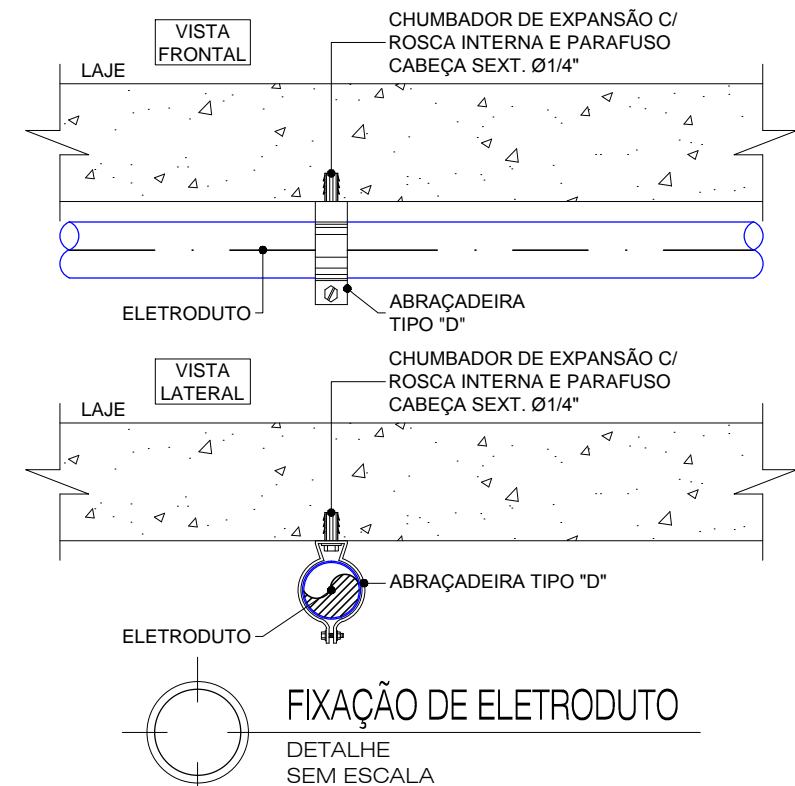 VISTA
FRONTAL
CHUMBADOR DE EXPANSÃO C/
ROSCA INTERNA E PARAFUSO
CABEÇA SEXT. Ø1/4"
LAJE
ELETRODUTO
ABRAÇADEIRA
TIPO "D"
VISTA
LATERAL
CHUMBADOR DE EXPANSÃO C/
ROSCA INTERNA E PARAFUSO
CABEÇA SEXT. Ø1/4"
LAJE
ABRAÇADEIRA TIPO "D"
ELETRODUTO
FIXAÇÃO DE ELETRODUTO
DETALHE
SEM ESCALA